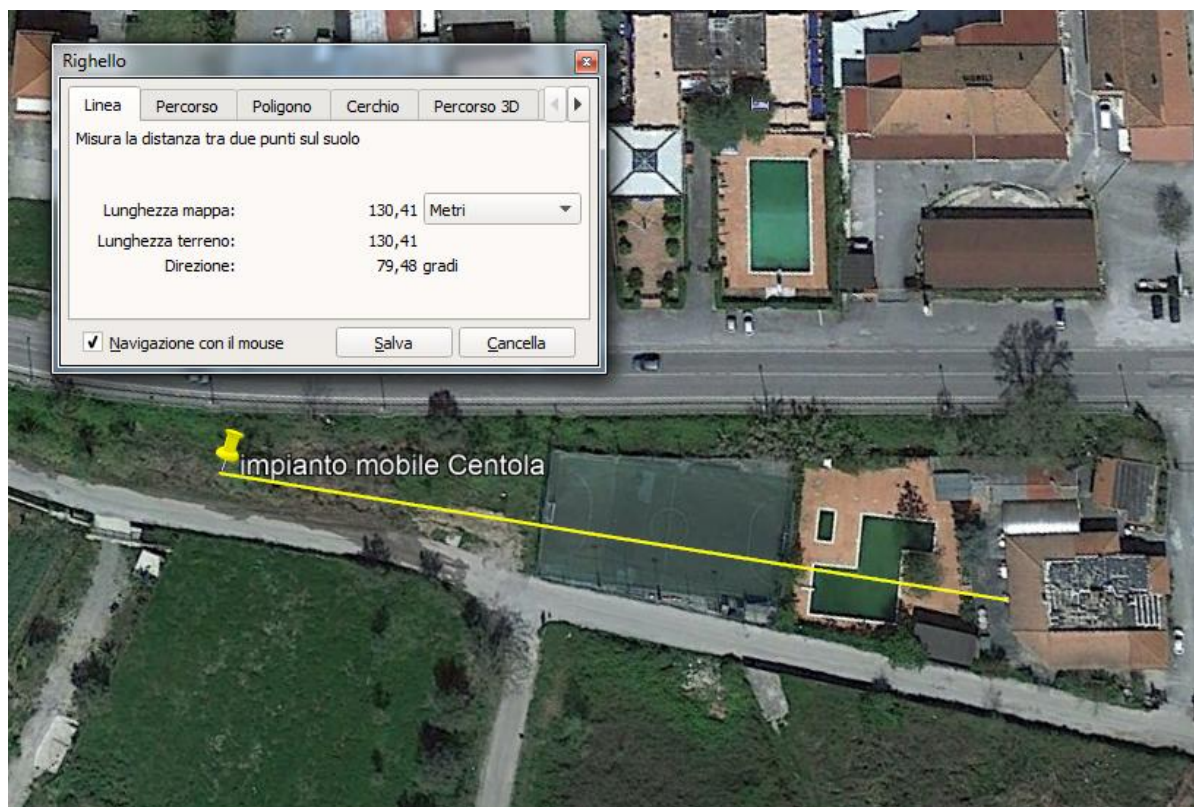 Righello
Linea Percorso Poligono Cerchio Percorso 3D
Misura la distanza tra due punti sul suolo
Lunghezza mappa: 130,41 Metri
Lunghezza terreno: 130,41
Direzione: 79,48 gradi
Navigazione con il mouse Salva Cancella
impianto mobile Centola